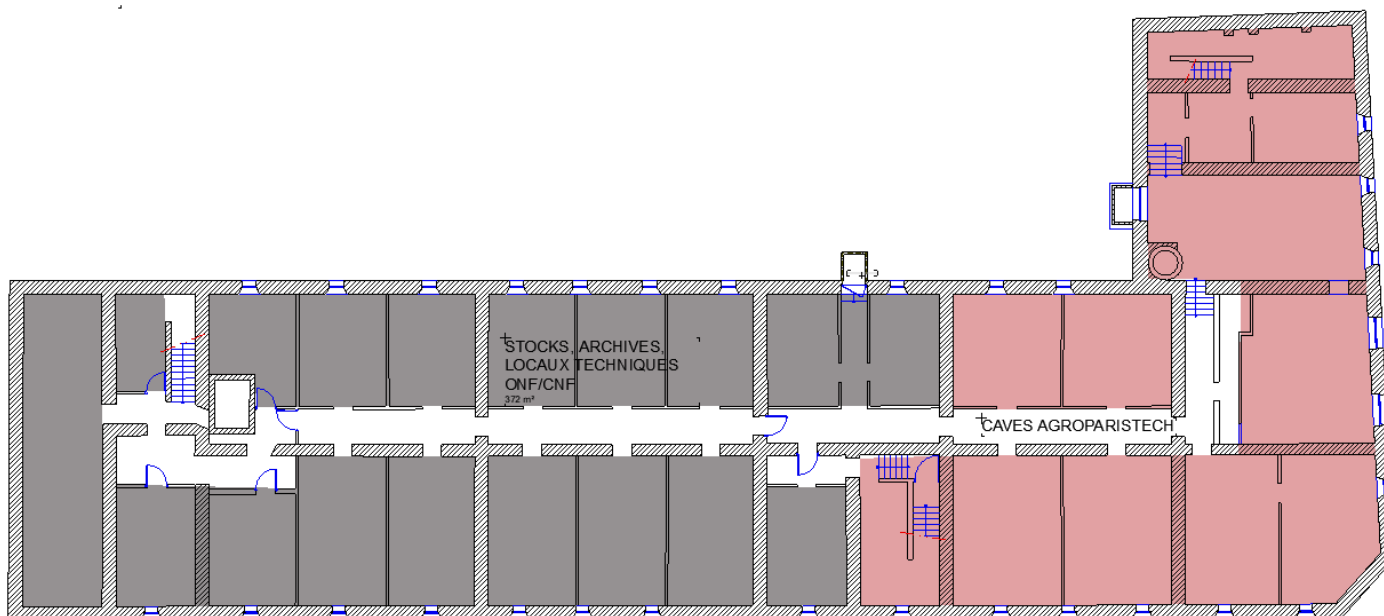 STOCKS, ARCHIVES,
LOCAUX TECHNIQUES
ONF/CNF
372 m²
CAVES AGROPARISTECH